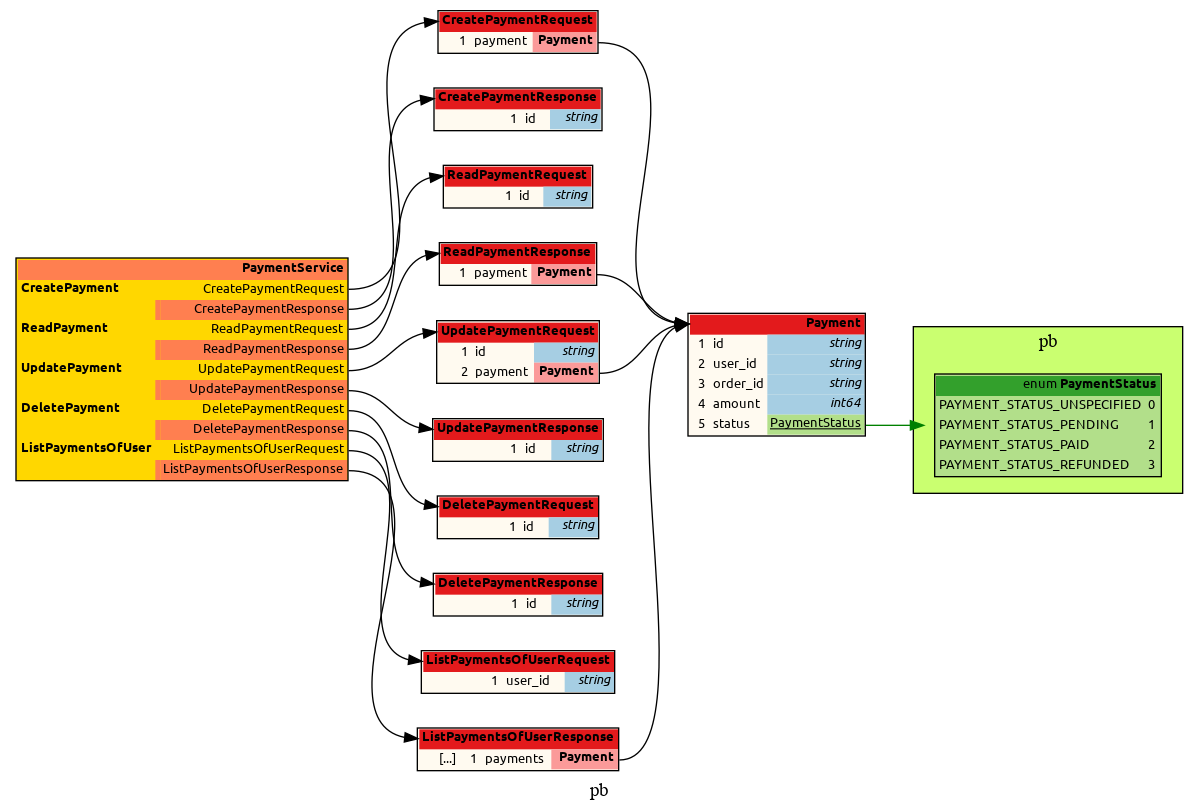 PaymentService
CreatePayment CreatePaymentRequest
CreatePaymentResponse
ReadPayment ReadPaymentRequest
ReadPaymentResponse
UpdatePayment UpdatePaymentRequest
UpdatePaymentResponse
DeletePayment DeletePaymentRequest
DeletePaymentResponse
ListPaymentsOfUser ListPaymentsOfUserRequest
ListPaymentsOfUserResponse
CreatePaymentRequest
1 payment Payment
CreatePaymentResponse
1 id string
ReadPaymentRequest
1 id string
ReadPaymentResponse
1 payment Payment
UpdatePaymentRequest
1 id string
2 payment Payment
UpdatePaymentResponse
1 id string
DeletePaymentRequest
1 id string
DeletePaymentResponse
1 id string
ListPaymentsOfUserRequest
1 user_id string
ListPaymentsOfUserResponse
[...] 1 payments Payment
Payment
1 id string
2 user_id string
3 order_id string
4 amount int64
5 status PaymentStatus
pb
enum PaymentStatus
PAYMENT_STATUS_UNSPECIFIED 0
PAYMENT_STATUS_PENDING 1
PAYMENT_STATUS_PAID 2
PAYMENT_STATUS_REFUNDED 3
pb